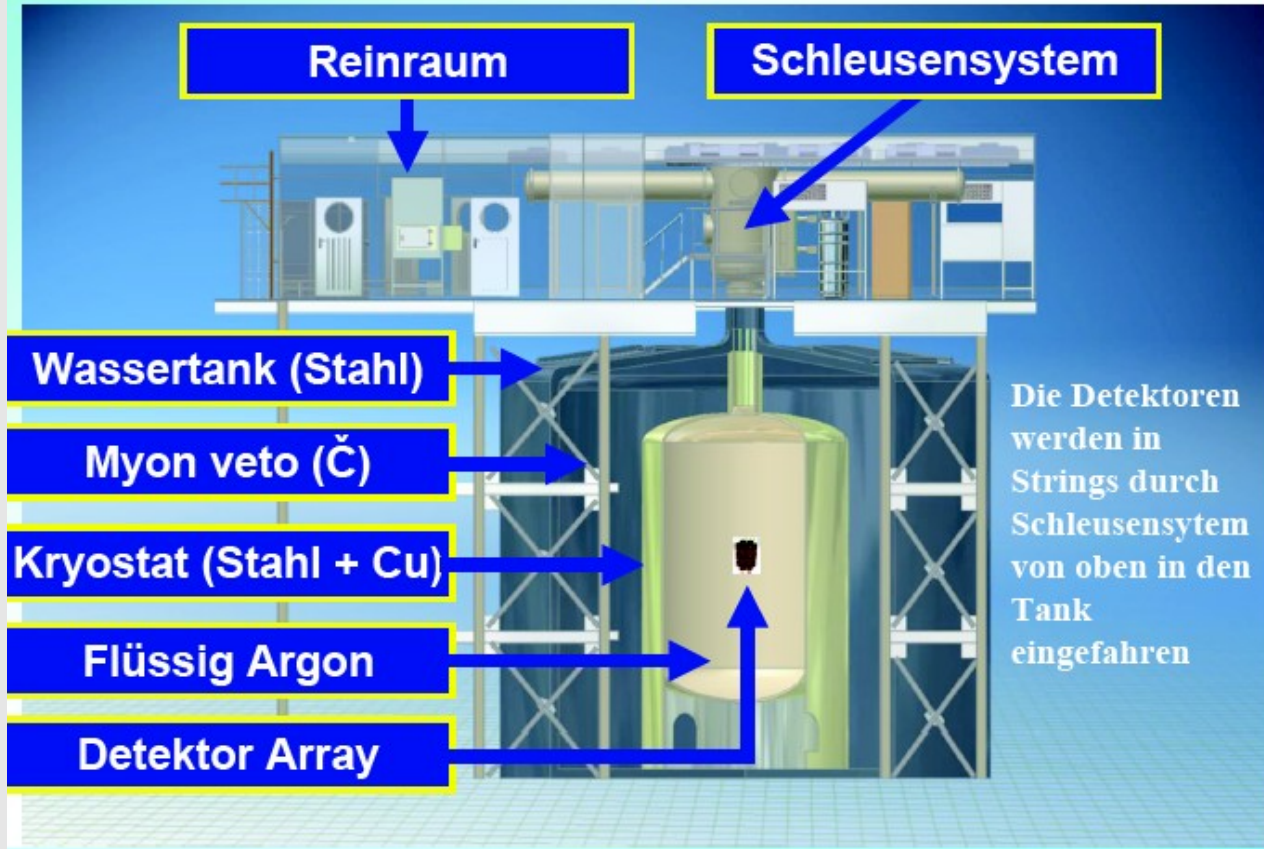 Reinraum
Schleusensystem
Wassertank (Stahl)
Myon veto (Č)
Kryostat (Stahl + Cu)
Flüssig Argon
Detektor Array
Die Detektoren
werden in
Strings durch
Schleusensytem
von oben in den
Tank
eingefahren